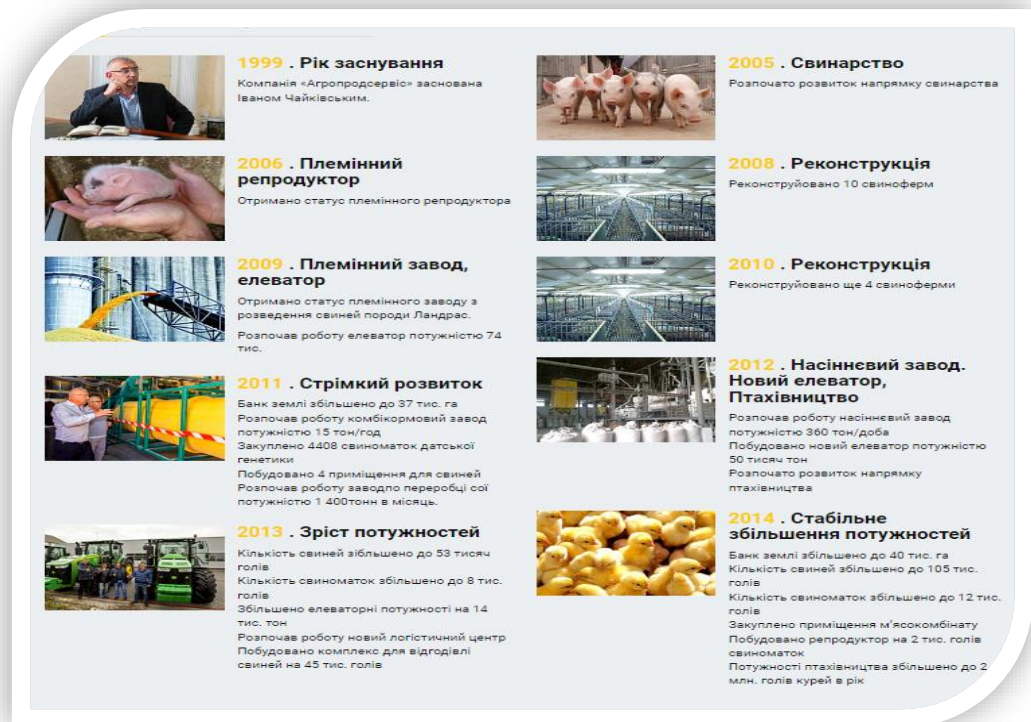 1999 . Рік заснування
Компанія «Агропродсервіс» заснована
Іваном Чайківським.
2005 . Свинарство
Розпочато розвиток напрямку свинарства
2006 . Племінний
репродуктор
Отримано статус племінного репродуктора
2008 . Реконструкція
Реконструйовано 10 свиноферм
2009 . Племінний завод,
елеватор
Отримано статус племінного заводу з
розведення свиней породи Ландрас.
Розпочав роботу елеватор потужністю 74
тис.
2010 . Реконструкція
Реконструйовано ще 4 свиноферми
2011 . Стрімкий розвиток
Банк землі збільшено до 37 тис. га
Розпочав роботу комбікормовий завод
потужністю 15 тон/год
Закуплено 4408 свиноматок датської
генетики
Побудовано 4 приміщення для свиней
Розпочав роботу заводпо переробці сої
потужністю 1 400тонн в місяць.
2012 . Насіннєвий завод.
Новий елеватор,
Птахівництво
Розпочав роботу насіннєвий завод
потужністю 360 тон/доба
Побудовано новий елеватор потужністю
50 тисяч тон
Розпочато розвиток напрямку
птахівництва
2013 . Зріст потужностей
Кількість свиней зібльшено до 53 тисяч
голів
Кількість свиноматок збільшено до 8 тис.
голів
Збільшено елеваторні потужності на 14
тис. тон
Розпочав роботу новий логістичний центр
Побудовано комплекс для відгодівлі
свиней на 45 тис. голів
2014 . Стабільне
збільшення потужностей
Банк землі збільшено до 40 тис. га
Кількість свиней збільшено до 105 тис.
голів
Кількість свиноматок збільшено до 12 тис.
голів
Закуплено приміщення м’ясокомбінату
Побудовано репродуктор на 2 тис. голів
свиноматок
Потужності птахівництва збільшено до 2
млн. голів курей в рік